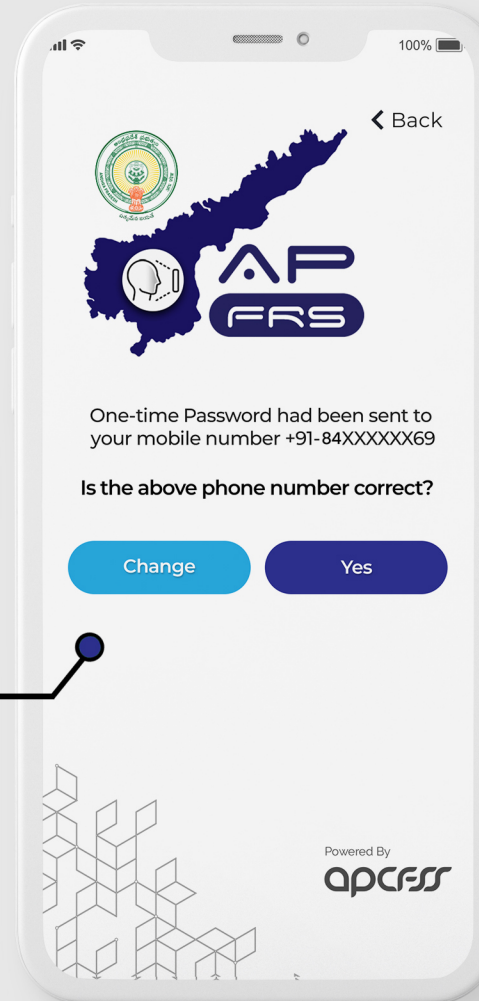 100%
Back
AP
FRS
One-time Password had been sent to
your mobile number +91-84XXXXXX69
Is the above phone number correct?
Change
Yes
Powered By
apcfss